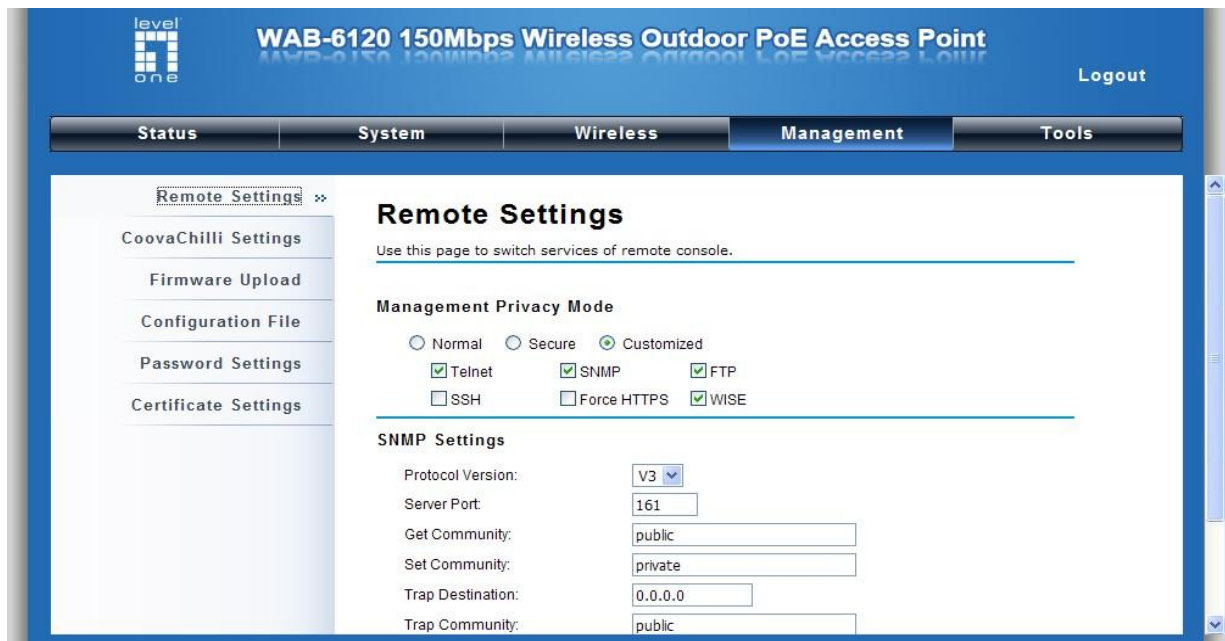 level
one
WAB-6120 150Mbps Wireless Outdoor PoE Access Point
Logout
Status System Wireless Management Tools
Remote Settings »
CoovaChilli Settings
Firmware Upload
Configuration File
Password Settings
Certificate Settings
Remote Settings
Use this page to switch services of remote console.
Management Privacy Mode
Normal Secure Customized
Telnet SNMP FTP
SSH Force HTTPS WISE
SNMP Settings
Protocol Version: V3
Server Port: 161
Get Community: public
Set Community: private
Trap Destination: 0.0.0.0
Trap Community: public